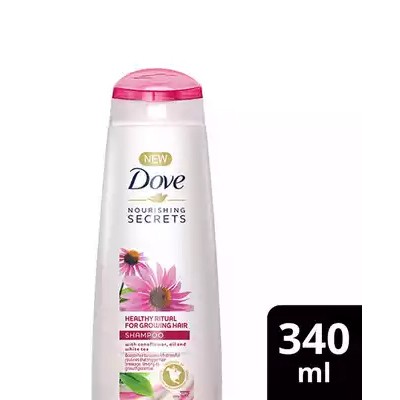 NEW
Dove
NOURISHING
SECRETS
HEALTHY RITUAL
FOR GROWING HAIR
SHAMPOO
with coneflower, oil and
white tea
340
ml